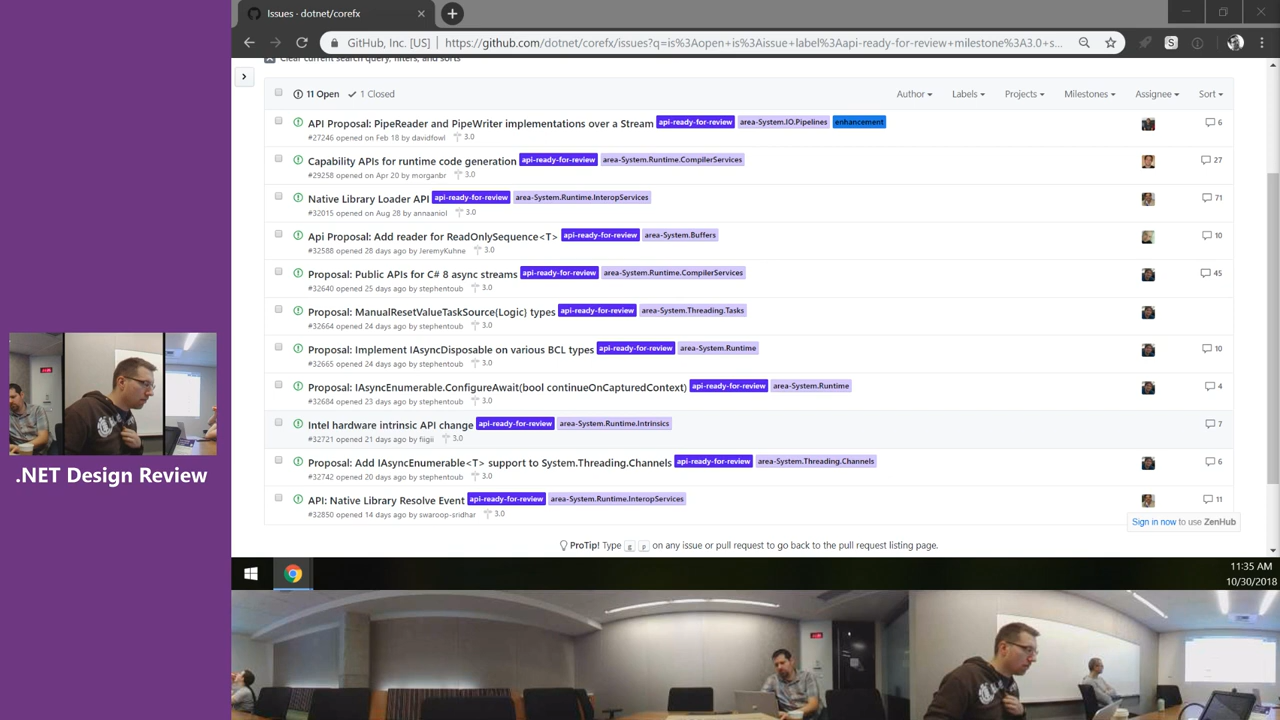 Issues · dotnet/corefx
GitHub, Inc. [US] | https://github.com/dotnet/corefx/issues?q=is%3Aopen+is%3Aissue+label%3Aapi-ready-for-review+milestone%3A3.0+s...
Clear current search query, filters, and sorts
11 Open 1 Closed Author Labels Projects Milestones Assignee Sort
API Proposal: PipeReader and PipeWriter implementations over a Stream api-ready-for-review area-System.IO.Pipelines enhancement
#27246 opened on Feb 18 by davidfowl 3.0
Capability APIs for runtime code generation api-ready-for-review area-System.Runtime.CompilerServices 27
#29258 opened on Apr 20 by morganbr 3.0
Native Library Loader API api-ready-for-review area-System.Runtime.InteropServices 71
#32015 opened on Aug 28 by annaaniol 3.0
Api Proposal: Add reader for ReadOnlySequence<T> api-ready-for-review area-System.Buffers 10
#32588 opened 28 days ago by JeremyKuhne 3.0
Proposal: Public APIs for C# 8 async streams api-ready-for-review area-System.Runtime.CompilerServices 45
#32640 opened 25 days ago by stephentoub 3.0
Proposal: ManualResetValueTaskSource(Logic) types api-ready-for-review area-System.Threading.Tasks
#32664 opened 24 days ago by stephentoub 3.0
Proposal: Implement IAsyncDisposable on various BCL types api-ready-for-review area-System.Runtime 10
#32665 opened 24 days ago by stephentoub 3.0
Proposal: IAsyncEnumerable.ConfigureAwait(bool continueOnCapturedContext) api-ready-for-review area-System.Runtime 4
#32684 opened 23 days ago by stephentoub 3.0
Intel hardware intrinsic API change api-ready-for-review area-System.Runtime.Intrinsics 7
#32721 opened 21 days ago by fiigii 3.0
Proposal: Add IAsyncEnumerable<T> support to System.Threading.Channels api-ready-for-review area-System.Threading.Channels 6
#32742 opened 20 days ago by stephentoub 3.0
API: Native Library Resolve Event api-ready-for-review area-System.Runtime.InteropServices 11
#32850 opened 14 days ago by swaroop-sridhar 3.0
Sign in now to use ZenHub
ProTip! Type g p on any issue or pull request to go back to the pull request listing page.
11:35 AM
10/30/2018
.NET Design Review